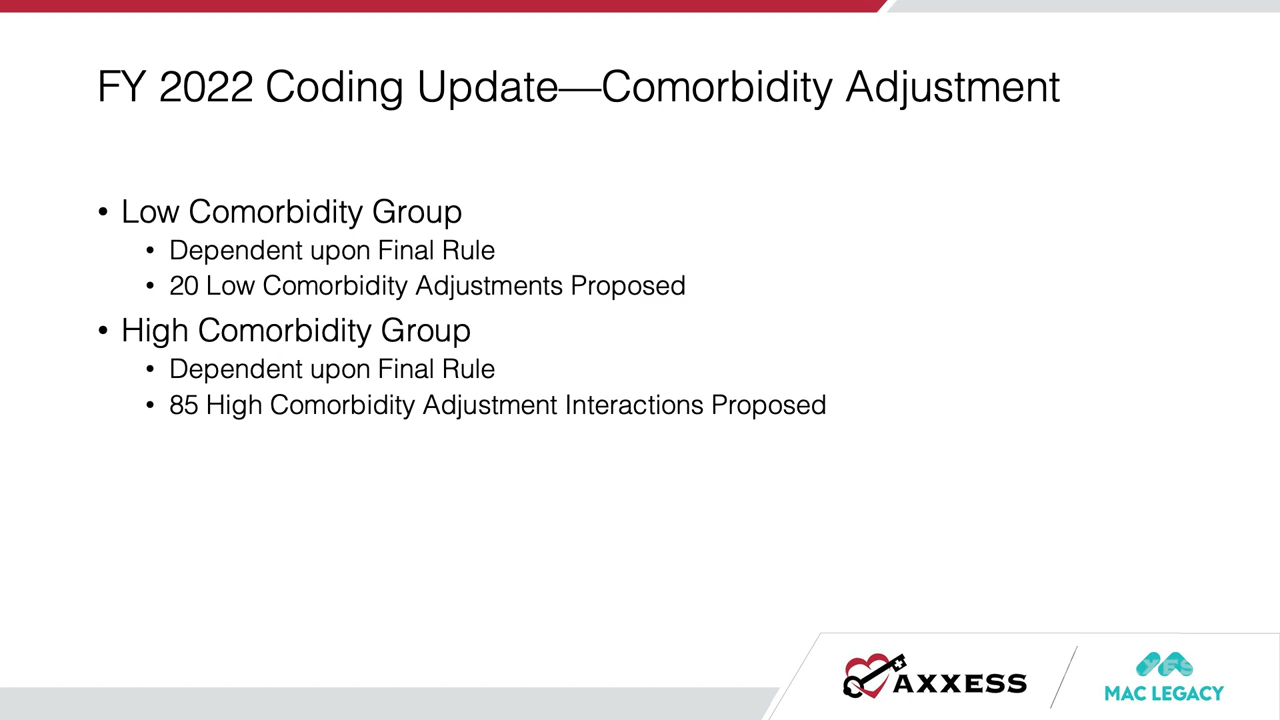 FY 2022 Coding Update—Comorbidity Adjustment
• Low Comorbidity Group
• Dependent upon Final Rule
• 20 Low Comorbidity Adjustments Proposed
• High Comorbidity Group
• Dependent upon Final Rule
• 85 High Comorbidity Adjustment Interactions Proposed
AXXESS
MAC LEGACY